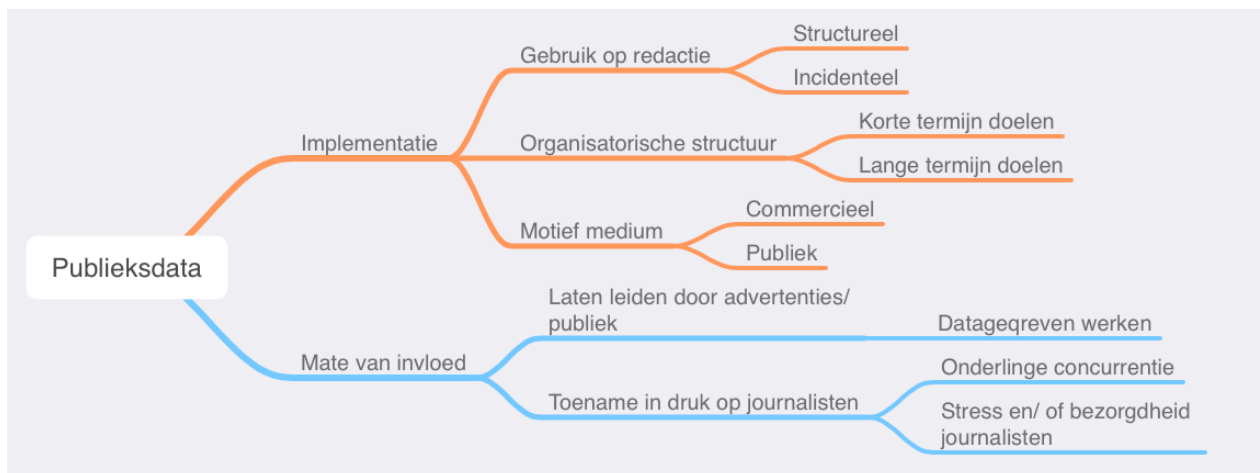 Structureel
Gebruik op redactie
Incidenteel
Implementatie
Korte termijn doelen
Organisatorische structuur
Lange termijn doelen
Commercieel
Motief medium
Publiek
Publieksdata
Laten leiden door advertenties/
publiek
Datageqreven werken
Mate van invloed
Onderlinge concurrentie
Toename in druk op journalisten
Stress en/ of bezorgdheid
journalisten